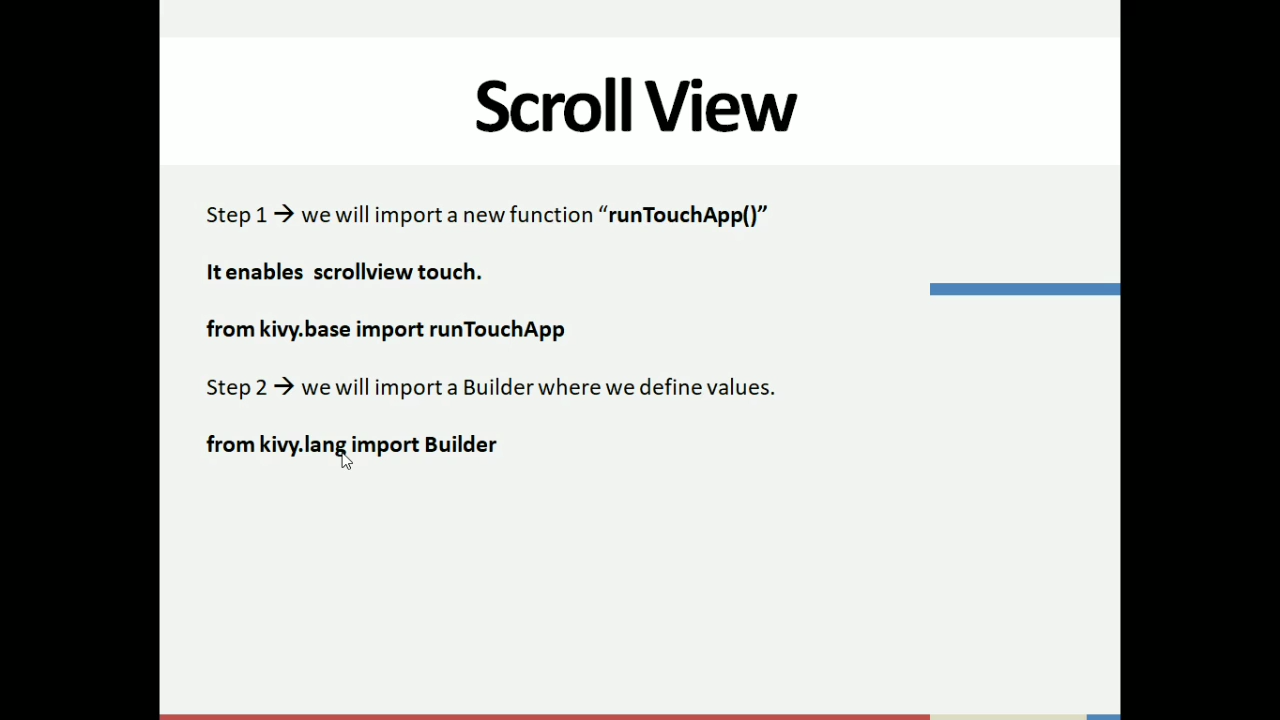 Scroll View
Step 1 → we will import a new function “runTouchApp()”
It enables  scrollview touch.
from kivy.base import runTouchApp
Step 2 → we will import a Builder where we define values.
from kivy.lang import Builder